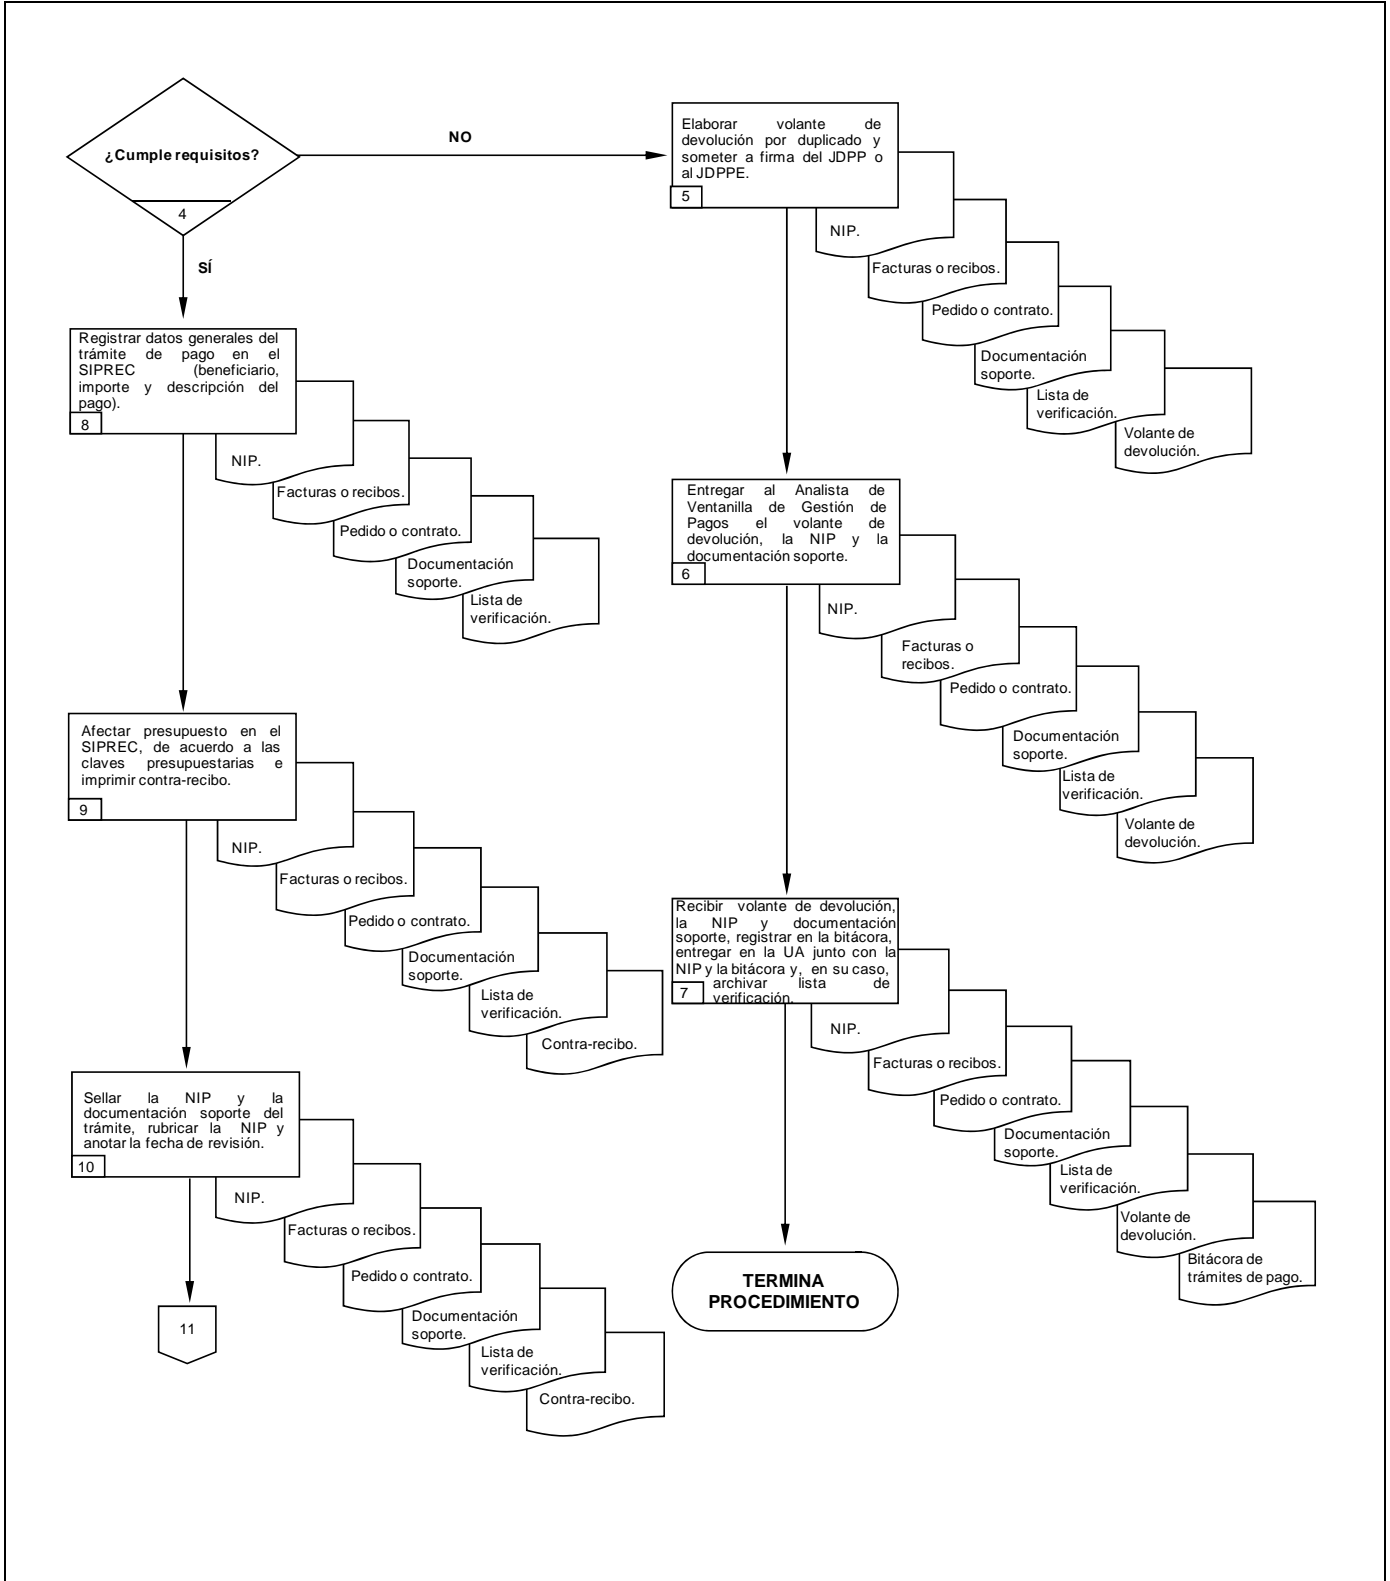 ¿Cumple requisitos?
4
NO
SÍ
Elaborar volante de
devolución por duplicado y
someter a firma del JDPP o
al JDPPE.
5
NIP.
Facturas o recibos.
Pedido o contrato.
Documentación
soporte.
Lista de
verificación.
Volante de
devolución.
Entregar al Analista de
Ventanilla de Gestión de
Pagos el volante de
devolución, la NIP y la
documentación soporte.
6
NIP.
Facturas o
recibos.
Pedido o contrato.
Documentación
soporte.
Lista de
verificación.
Volante de
devolución.
Recibir volante de devolución,
la NIP y documentación
soporte, registrar en la bitácora,
entregar en la UA junto con la
NIP y la bitácora y, en su caso,
archivar lista de
verificación.
7
NIP.
Facturas o recibos.
Pedido o contrato.
Documentación
soporte.
Lista de
verificación.
Volante de
devolución.
Bitácora de
trámites de pago.
TERMINA
PROCEDIMIENTO
Registrar datos generales del
trámite de pago en el
SIPREC (beneficiario,
importe y descripción del
pago).
8
NIP.
Facturas o recibos.
Pedido o contrato.
Documentación
soporte.
Lista de
verificación.
Afectar presupuesto en el
SIPREC, de acuerdo a las
claves presupuestarias e
imprimir contra-recibo.
9
NIP.
Facturas o recibos.
Pedido o contrato.
Documentación
soporte.
Lista de
verificación.
Contra-recibo.
Sellar la NIP y la
documentación soporte del
trámite, rubricar la NIP y
anotar la fecha de revisión.
10
NIP.
Facturas o recibos.
Pedido o contrato.
Documentación
soporte.
Lista de
verificación.
Contra-recibo.
11